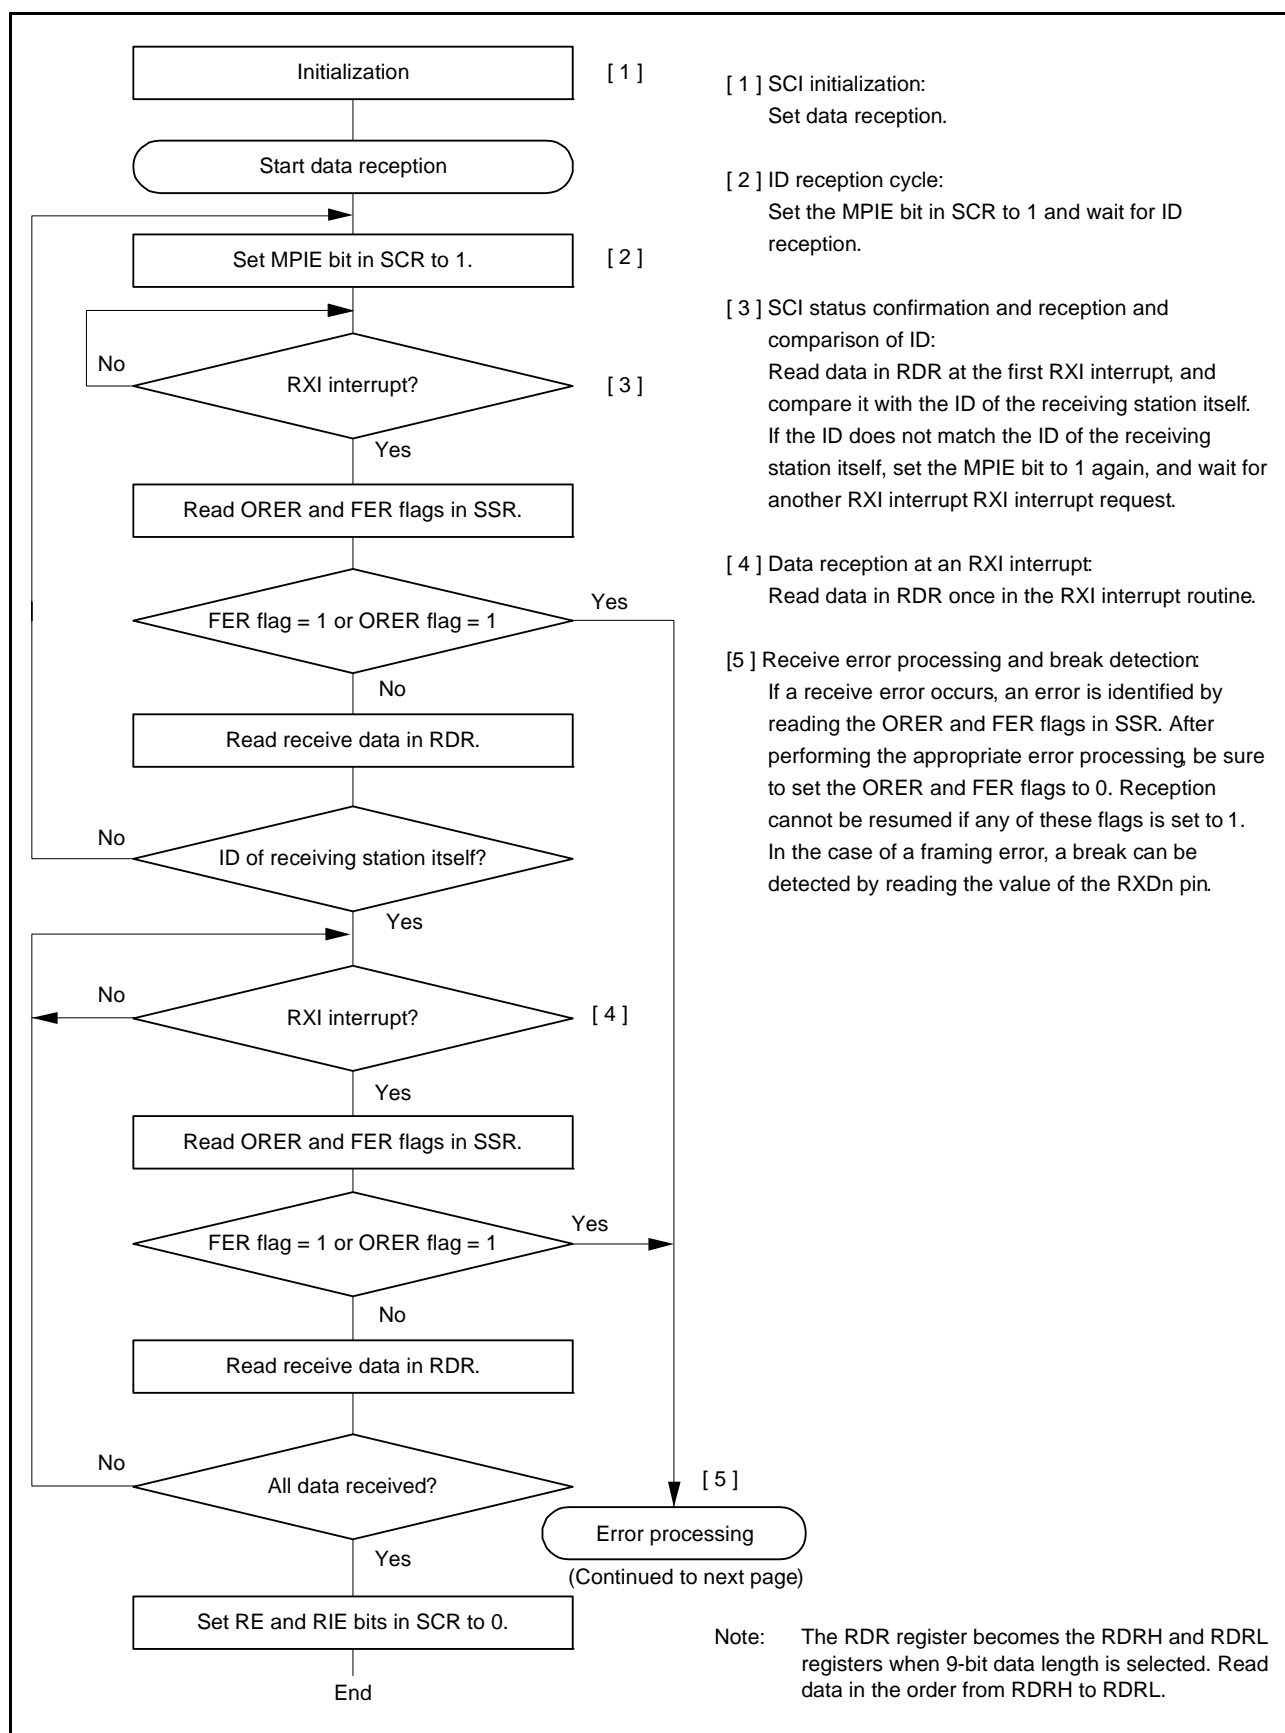 Initialization
[ 1 ]
Start data reception
Set MPIE bit in SCR to 1.
[ 2 ]
No
RXI interrupt?
[ 3 ]
Yes
Read ORER and FER flags in SSR.
FER flag = 1 or ORER flag = 1
Yes
No
Read receive data in RDR.
No
ID of receiving station itself?
Yes
No
RXI interrupt?
[ 4 ]
Yes
Read ORER and FER flags in SSR.
FER flag = 1 or ORER flag = 1
Yes
No
Read receive data in RDR.
No
All data received?
[ 5 ]
Error processing
(Continued to next page)
Yes
Set RE and RIE bits in SCR to 0.
End
[ 1 ] SCI initialization:
Set data reception.
[ 2 ] ID reception cycle:
Set the MPIE bit in SCR to 1 and wait for ID
reception.
[ 3 ] SCI status confirmation and reception and
comparison of ID:
Read data in RDR at the first RXI interrupt, and
compare it with the ID of the receiving station itself.
If the ID does not match the ID of the receiving
station itself, set the MPIE bit to 1 again, and wait for
another RXI interrupt RXI interrupt request.
[ 4 ] Data reception at an RXI interrupt:
Read data in RDR once in the RXI interrupt routine.
[5 ] Receive error processing and break detection:
If a receive error occurs, an error is identified by
reading the ORER and FER flags in SSR. After
performing the appropriate error processing, be sure
to set the ORER and FER flags to 0. Reception
cannot be resumed if any of these flags is set to 1.
In the case of a framing error, a break can be
detected by reading the value of the RXDn pin.
Note: The RDR register becomes the RDRH and RDRL
registers when 9-bit data length is selected. Read
data in the order from RDRH to RDRL.